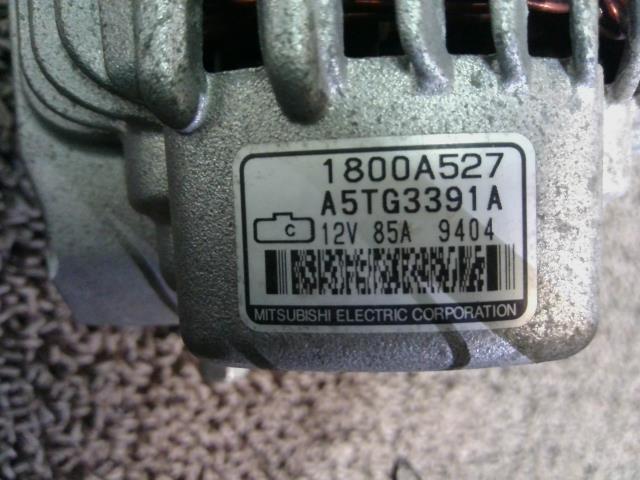 1800A527
A5TG3391A
C 12V 85A 9404
MITSUBISHI ELECTRIC CORPORATION